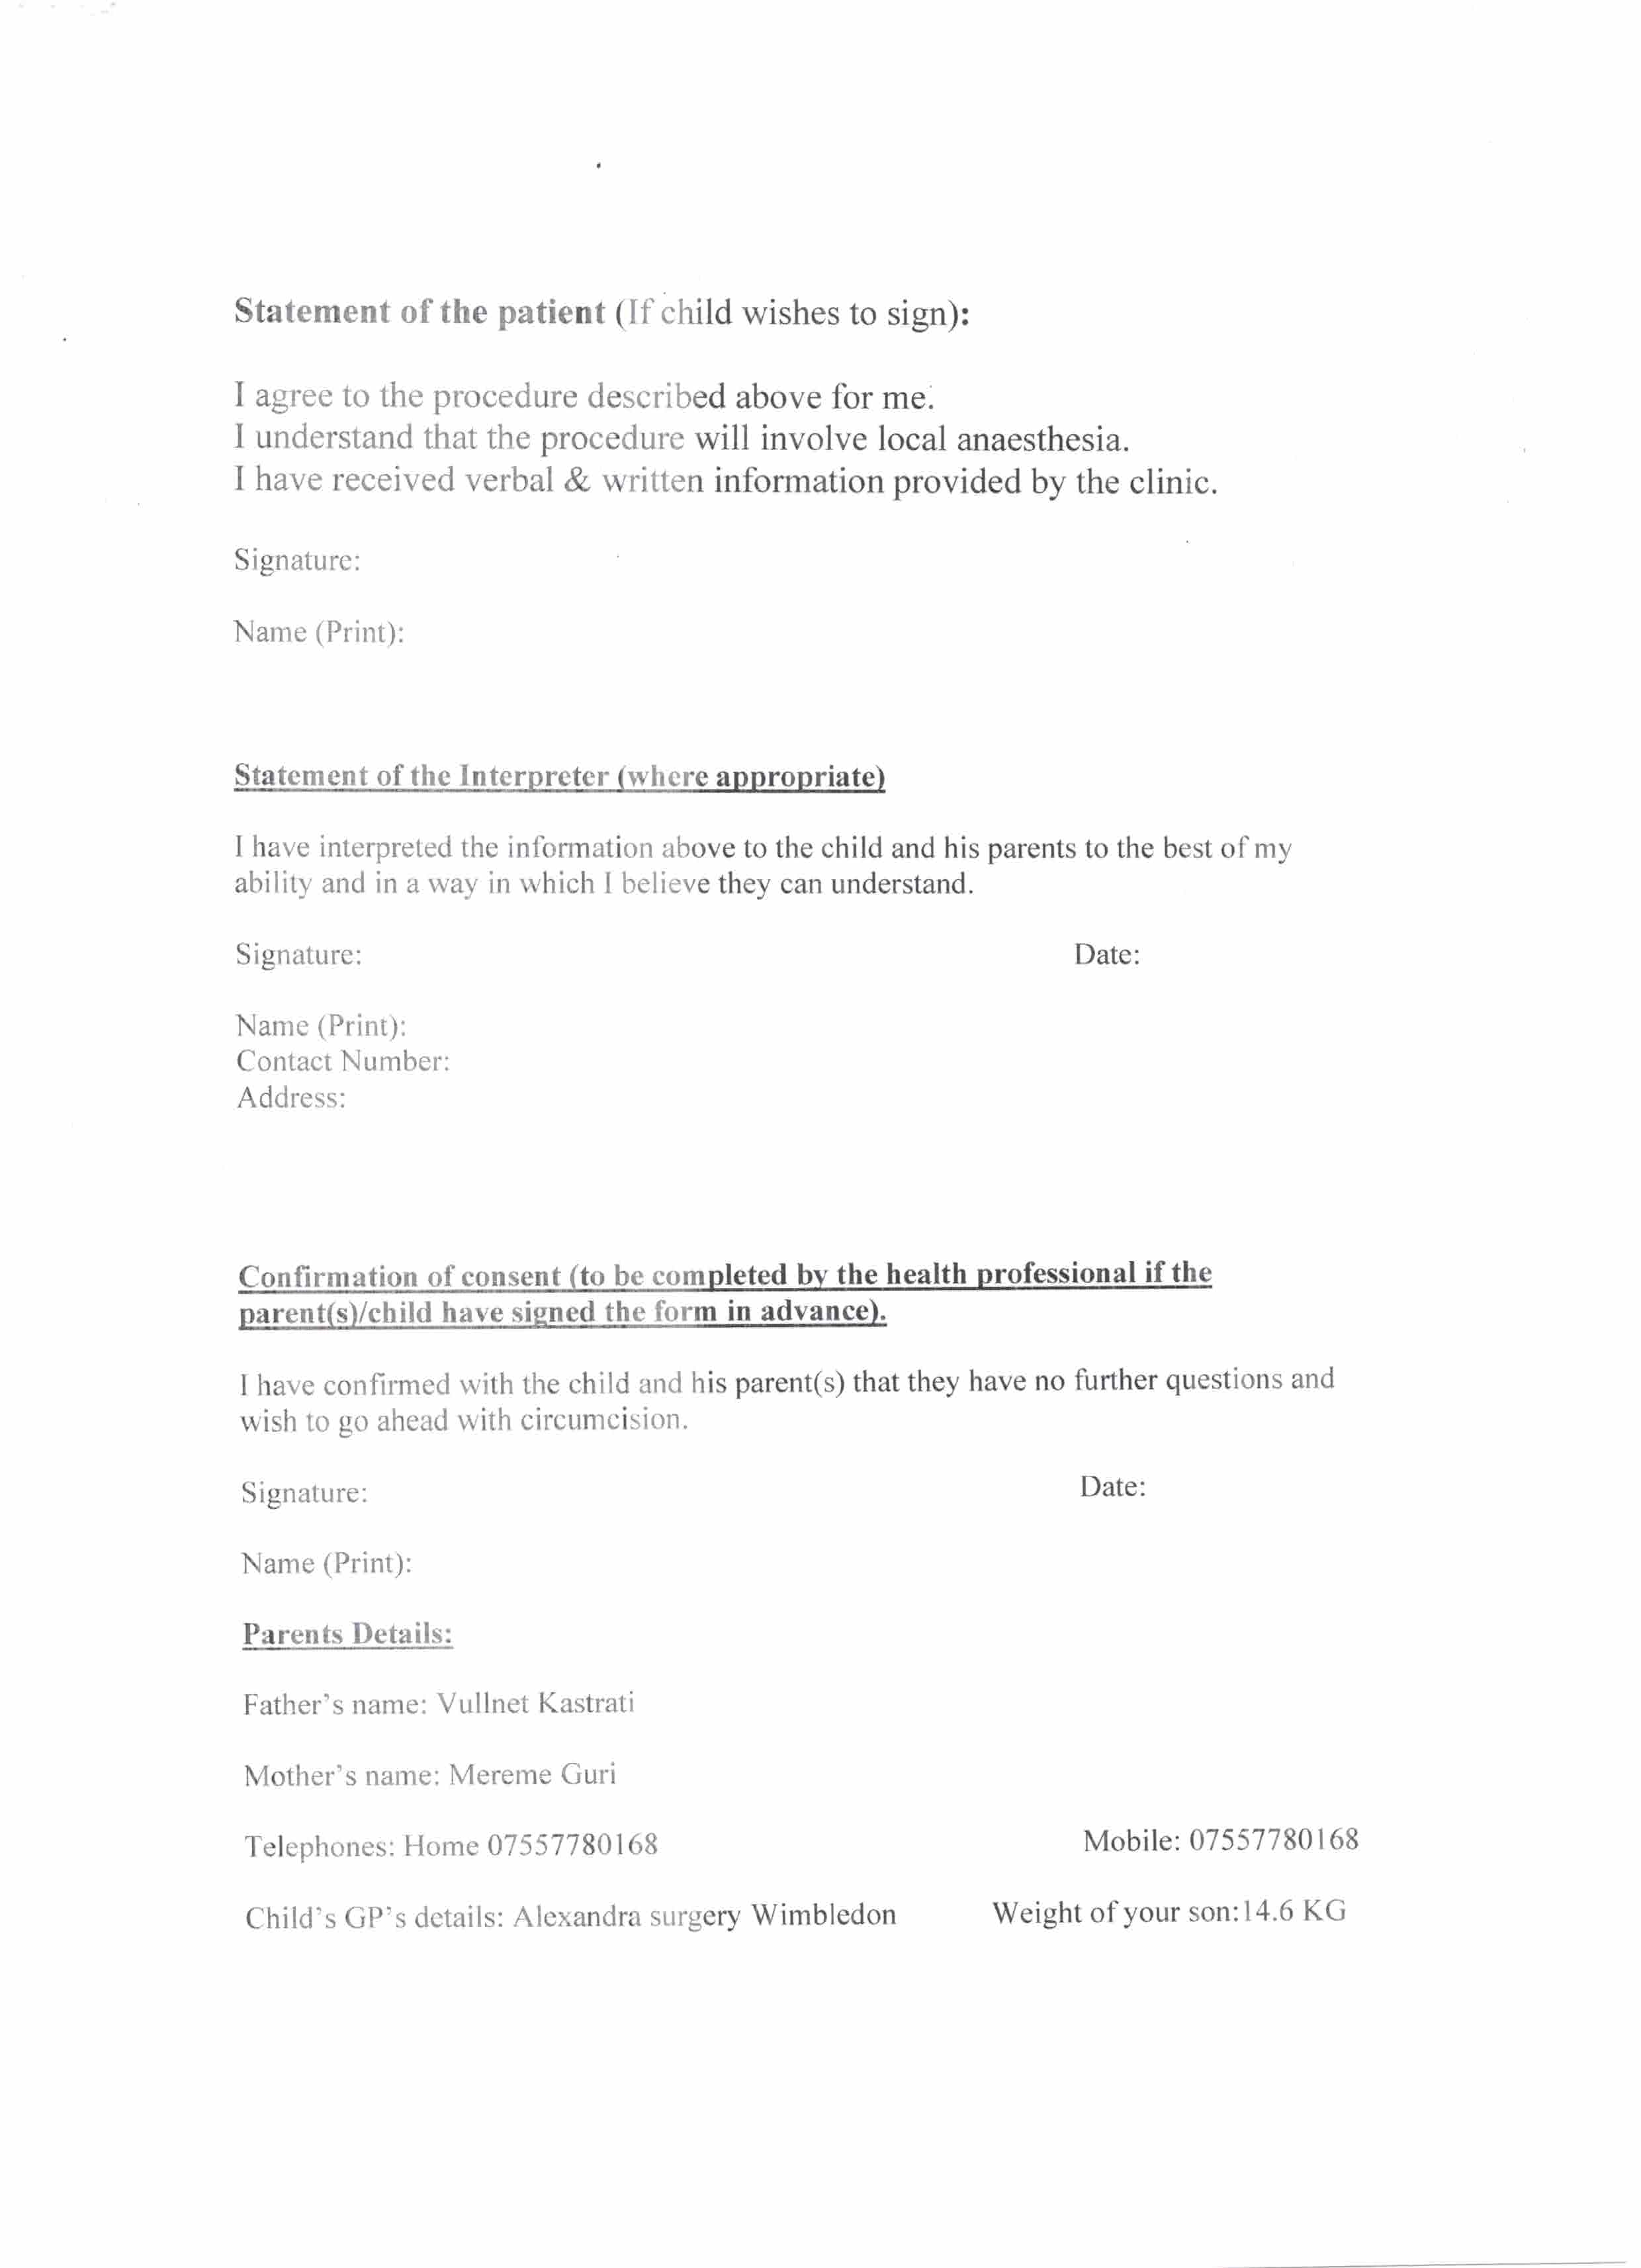 Statement of the patient (If child wishes to sign):
I agree to the procedure described above for me.
I understand that the procedure will involve local anaesthesia.
I have received verbal & written information provided by the clinic.
Signature:
Name (Print):
Statement of the Interpreter (where appropriate)
I have interpreted the information above to the child and his parents to the best of my
ability and in a way in which I believe they can understand.
Signature: Date:
Name (Print):
Contact Number:
Address:
Confirmation of consent (to be completed by the health professional if the
parent(s)/child have signed the form in advance).
I have confirmed with the child and his parent(s) that they have no further questions and
wish to go ahead with circumcision.
Signature: Date:
Name (Print):
Parents Details:
Father's name: Vullnet Kastrati
Mother's name: Mereme Guri
Telephones: Home 07557780168 Mobile: 07557780168
Child's GP's details: Alexandra surgery Wimbledon Weight of your son:14.6 KG